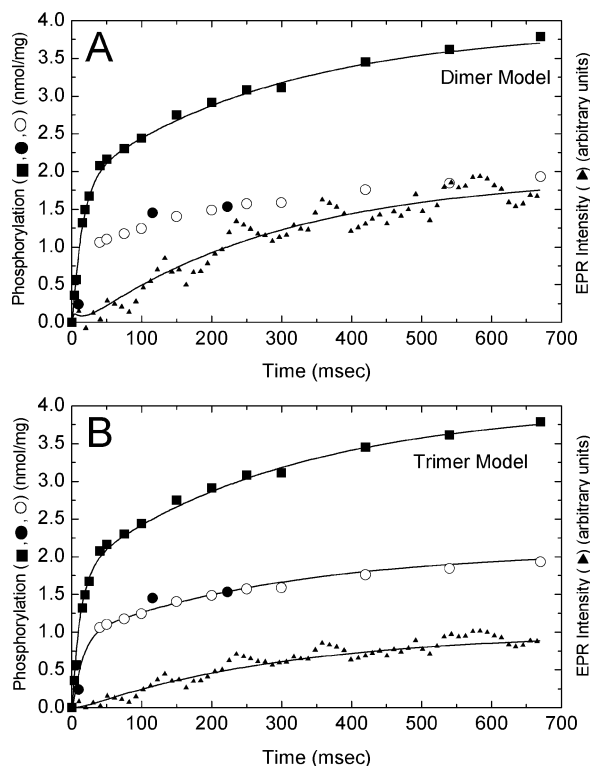 A
Dimer Model
Phosphorylation (■,●,○) (nmol/mg)
EPR Intensity (▲) (arbitrary units)
4.0
3.5
3.0
2.5
2.0
1.5
1.0
0.5
0.0
0 100 200 300 400 500 600 700
Time (msec)
B
Trimer Model
Phosphorylation (■,●,○) (nmol/mg)
EPR Intensity (▲) (arbitrary units)
4.0
3.5
3.0
2.5
2.0
1.5
1.0
0.5
0.0
0 100 200 300 400 500 600 700
Time (msec)